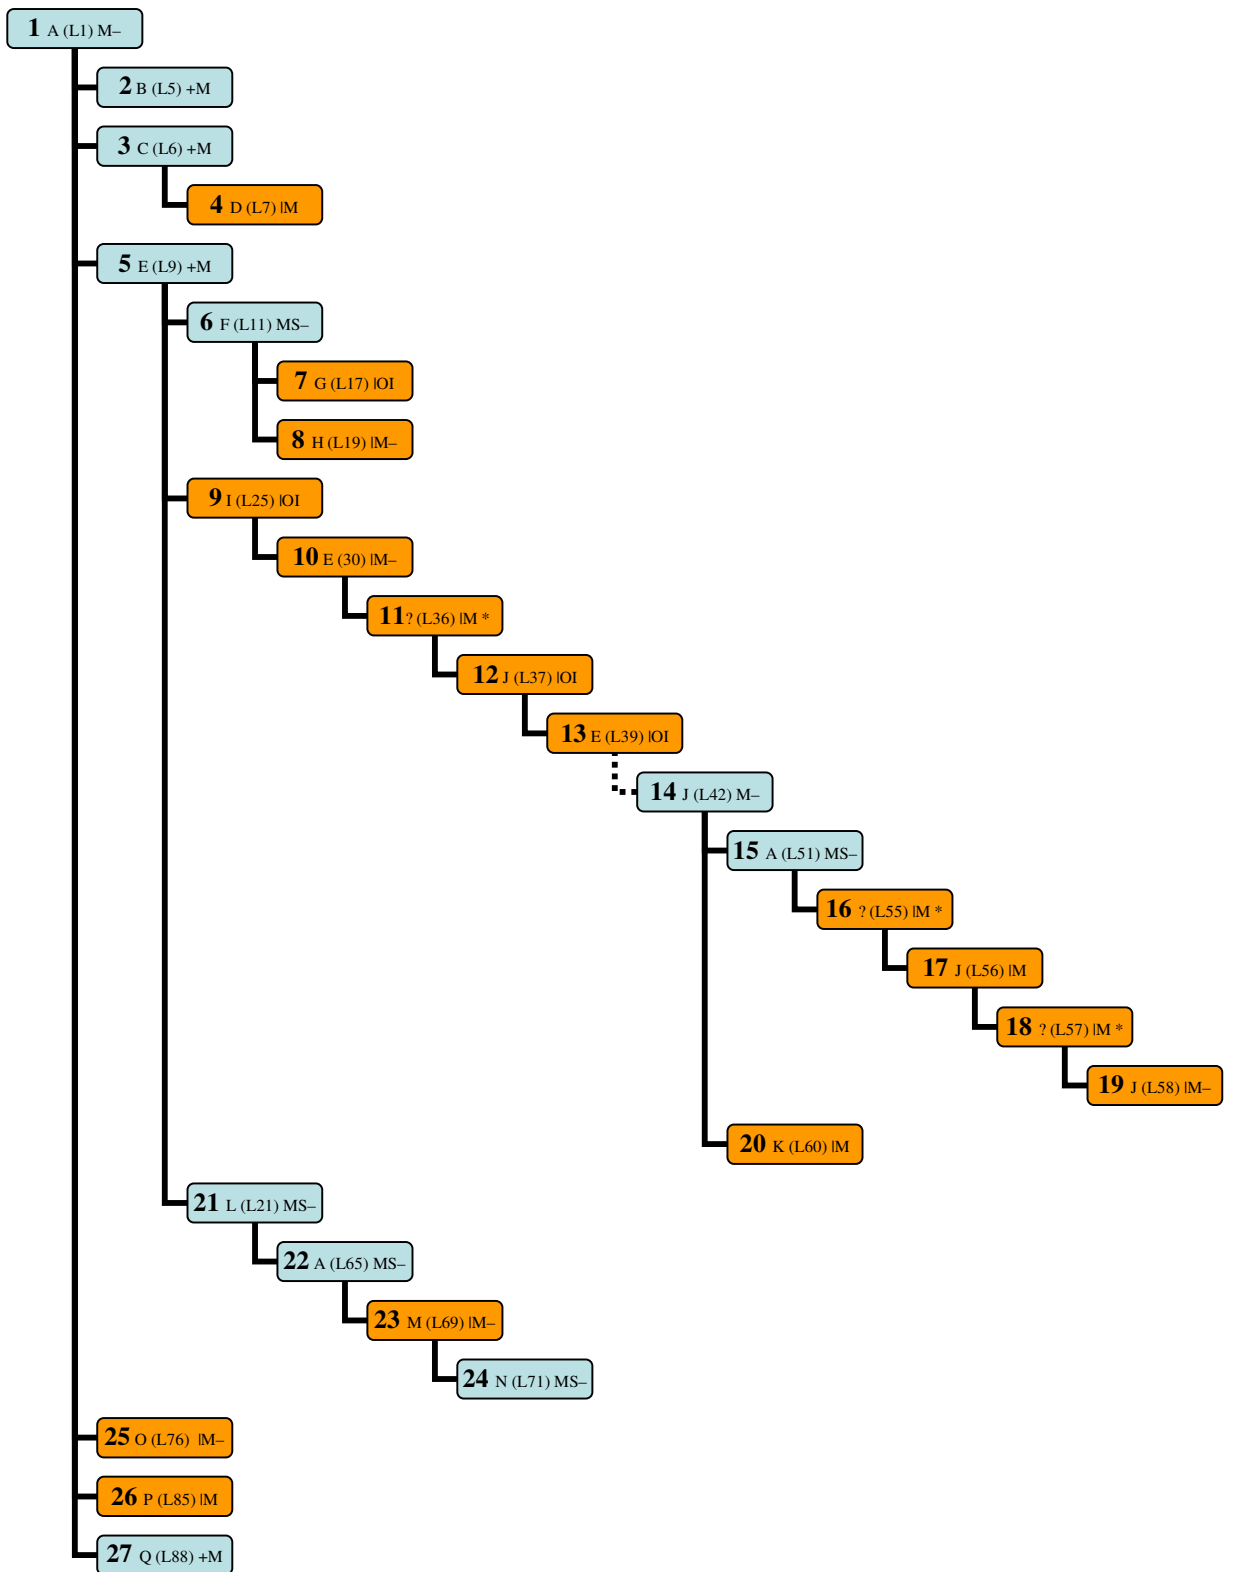 1 A (L1) M–
2 B (L5) +M
3 C (L6) +M
4 D (L7) |M
5 E (L9) +M
6 F (L11) MS–
7 G (L17) |OI
8 H (L19) |M–
9 I (L25) |OI
10 E (30) |M–
11 ? (L36) |M *
12 J (L37) |OI
13 E (L39) |OI
14 J (L42) M–
15 A (L51) MS–
16 ? (L55) |M *
17 J (L56) |M
18 ? (L57) |M *
19 J (L58) |M–
20 K (L60) |M
21 L (L21) MS–
22 A (L65) MS–
23 M (L69) |M–
24 N (L71) MS–
25 O (L76) |M–
26 P (L85) |M
27 Q (L88) +M